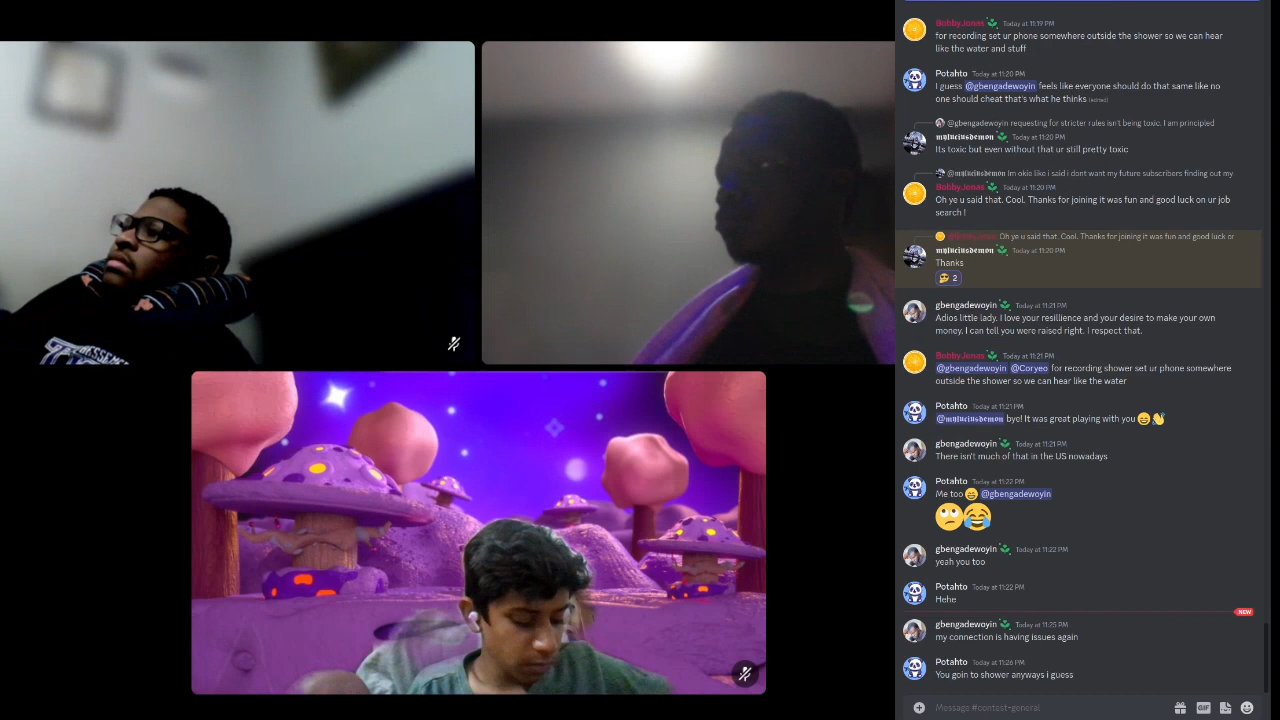 BobbyJonas Today at 11:19 PM
for recording set ur phone somewhere outside the shower so we can hear
like the water and stuff
Potahto Today at 11:20 PM
I guess @gbengadewoyin feels like everyone should do that same like no
one should cheat that's what he thinks (edited)
@gbengadewoyin requesting for stricter rules isn't being toxic. I am principled
𝖒𝖞𝖑𝖚𝖈𝖎𝖚𝖘𝖉𝖊𝖒𝖔𝖓 Today at 11:20 PM
Its toxic but even without that ur still pretty toxic
@𝖒𝖞𝖑𝖚𝖈𝖎𝖚𝖘𝖉𝖊𝖒𝖔𝖓 Im okie like i said i dont want my future subscribers finding out my
BobbyJonas Today at 11:20 PM
Oh ye u said that. Cool. Thanks for joining it was fun and good luck on ur job
search !
Oh ye u said that. Cool. Thanks for joining it was fun and good luck or
𝖒𝖞𝖑𝖚𝖈𝖎𝖚𝖘𝖉𝖊𝖒𝖔𝖓 Today at 11:20 PM
Thanks
2
gbengadewoyin Today at 11:21 PM
Adios little lady. I love your resillience and your desire to make your own
money. I can tell you were raised right. I respect that.
BobbyJonas Today at 11:21 PM
@gbengadewoyin @Coryeo for recording shower set ur phone somewhere
outside the shower so we can hear like the water
Potahto Today at 11:21 PM
@𝖒𝖞𝖑𝖚𝖈𝖎𝖚𝖘𝖉𝖊𝖒𝖔𝖓 bye! It was great playing with you 😄👋
gbengadewoyin Today at 11:21 PM
There isn't much of that in the US nowadays
Potahto Today at 11:22 PM
Me too 😄 @gbengadewoyin
🙄😂
gbengadewoyin Today at 11:22 PM
yeah you too
Potahto Today at 11:22 PM
Hehe
NEW
gbengadewoyin Today at 11:25 PM
my connection is having issues again
Potahto Today at 11:28 PM
You goin to shower anyways i guess
Message #contest-general
GIF